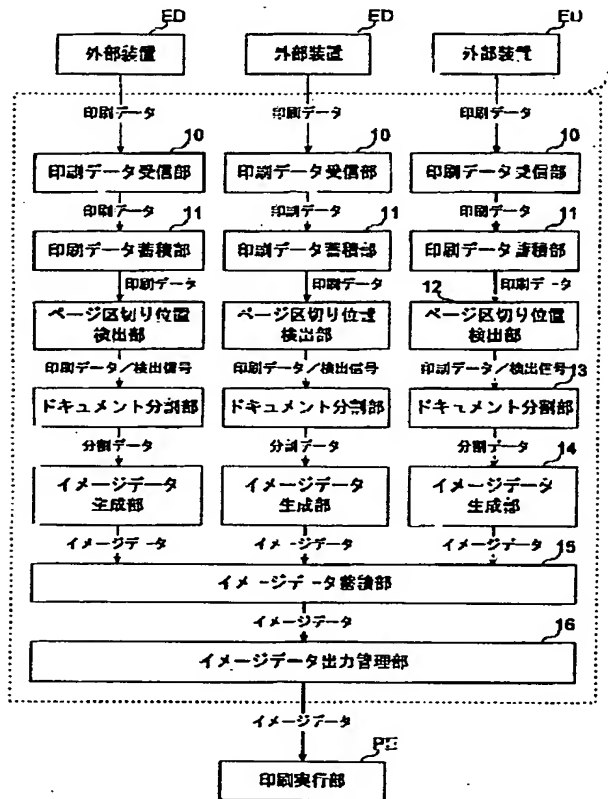 ED ED ED
外部装置 外部装置 外部装置
印刷データ 印刷データ 印刷データ
10 10 10
印刷データ受信部 印刷データ受信部 印刷データ受信部
印刷データ 印刷データ 印刷データ
11 11 11
印刷データ蓄積部 印刷データ蓄積部 印刷データ蓄積部
印刷データ 印刷データ 印刷データ
12
ページ区切り位置 ページ区切り位置 ページ区切り位置
検出部 検出部 検出部
印刷データ/検出信号 印刷データ/検出信号 印刷データ/検出信号
13
ドキュメント分割部 ドキュメント分割部 ドキュメント分割部
分割データ 分割データ 分割データ
14
イメージデータ イメージデータ イメージデータ
生成部 生成部 生成部
イメージデータ イメージデータ イメージデータ
15
イメージデータ蓄積部
イメージデータ
16
イメージデータ出力管理部
イメージデータ
PE
印刷実行部